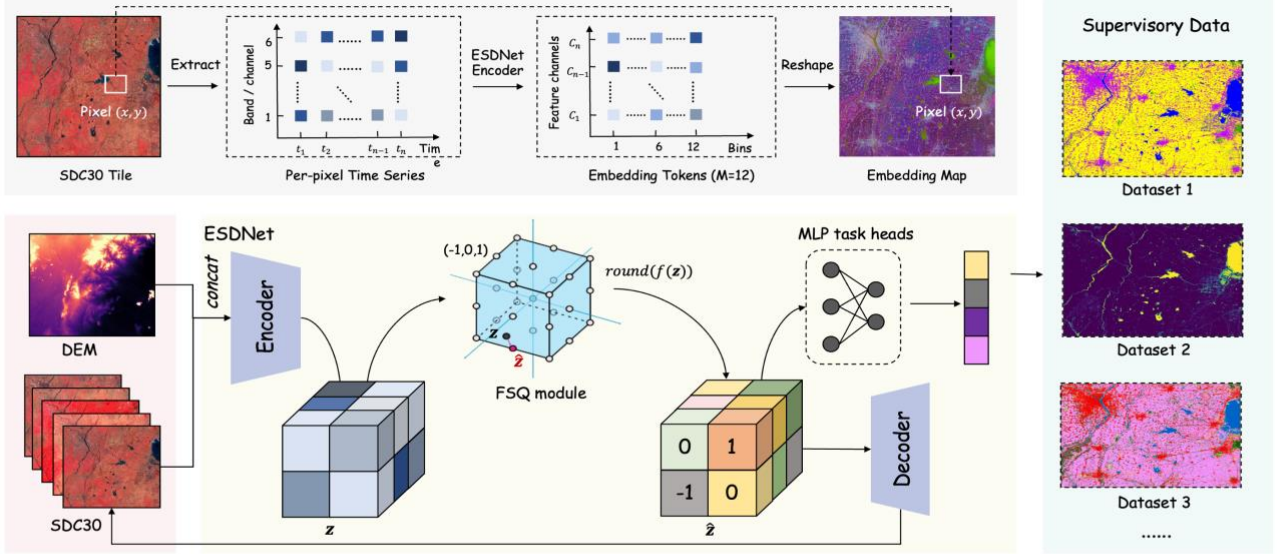 Supervisory Data
Pixel (x, y)
SDC30 Tile
Extract
Band / channel
6
5
1
t₁ t₂ ...... tₙ₋₁ tₙ
Tim
e
Per-pixel Time Series
ESDNet
Encoder
Feature channels
Cₙ
Cₙ₋₁
C₁
1 ...... 6 ...... 12 Bins
Embedding Tokens (M=12)
Reshape
Pixel (x, y)
Embedding Map
Dataset 1
DEM
SDC30
ESDNet
concat
Encoder
z
(-1,0,1)
z
ẑ
FSQ module
round(f(z))
MLP task heads
0 1
-1 0
ẑ
Decoder
Dataset 2
Dataset 3
......